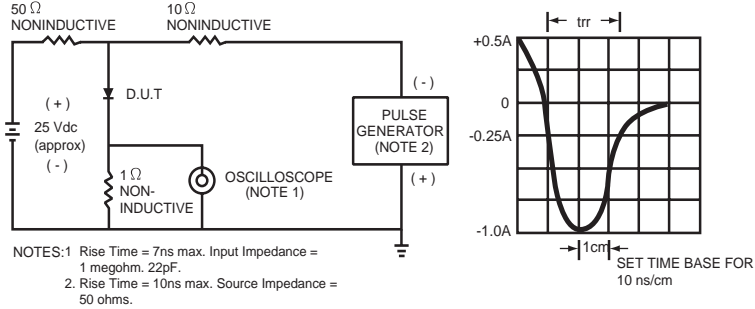 50 Ω
NONINDUCTIVE
10 Ω
NONINDUCTIVE
( + )
25 Vdc
(approx)
( - )
D.U.T
1 Ω
NON-
INDUCTIVE
OSCILLOSCOPE
(NOTE 1)
( - )
PULSE
GENERATOR
(NOTE 2)
( + )
trr
+0.5A
0
-0.25A
-1.0A
1cm
SET TIME BASE FOR
10 ns/cm
NOTES:1 Rise Time = 7ns max. Input Impedance =
1 megohm. 22pF.
2. Rise Time = 10ns max. Source Impedance =
50 ohms.